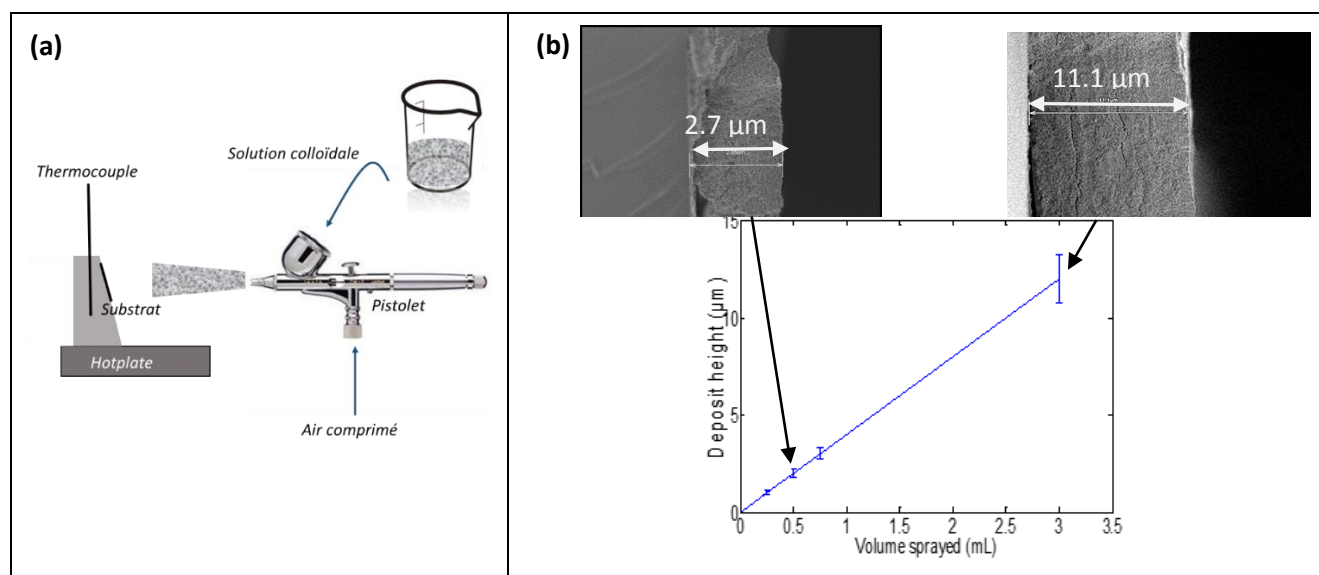 (a)
Solution colloïdale
Thermocouple
Substrat
Pistolet
Hotplate
Air comprimé
(b)
2.7 µm
11.1 µm
15
10
5
0
Deposit height (µm)
0 0.5 1 1.5 2 2.5 3 3.5
Volume sprayed (mL)